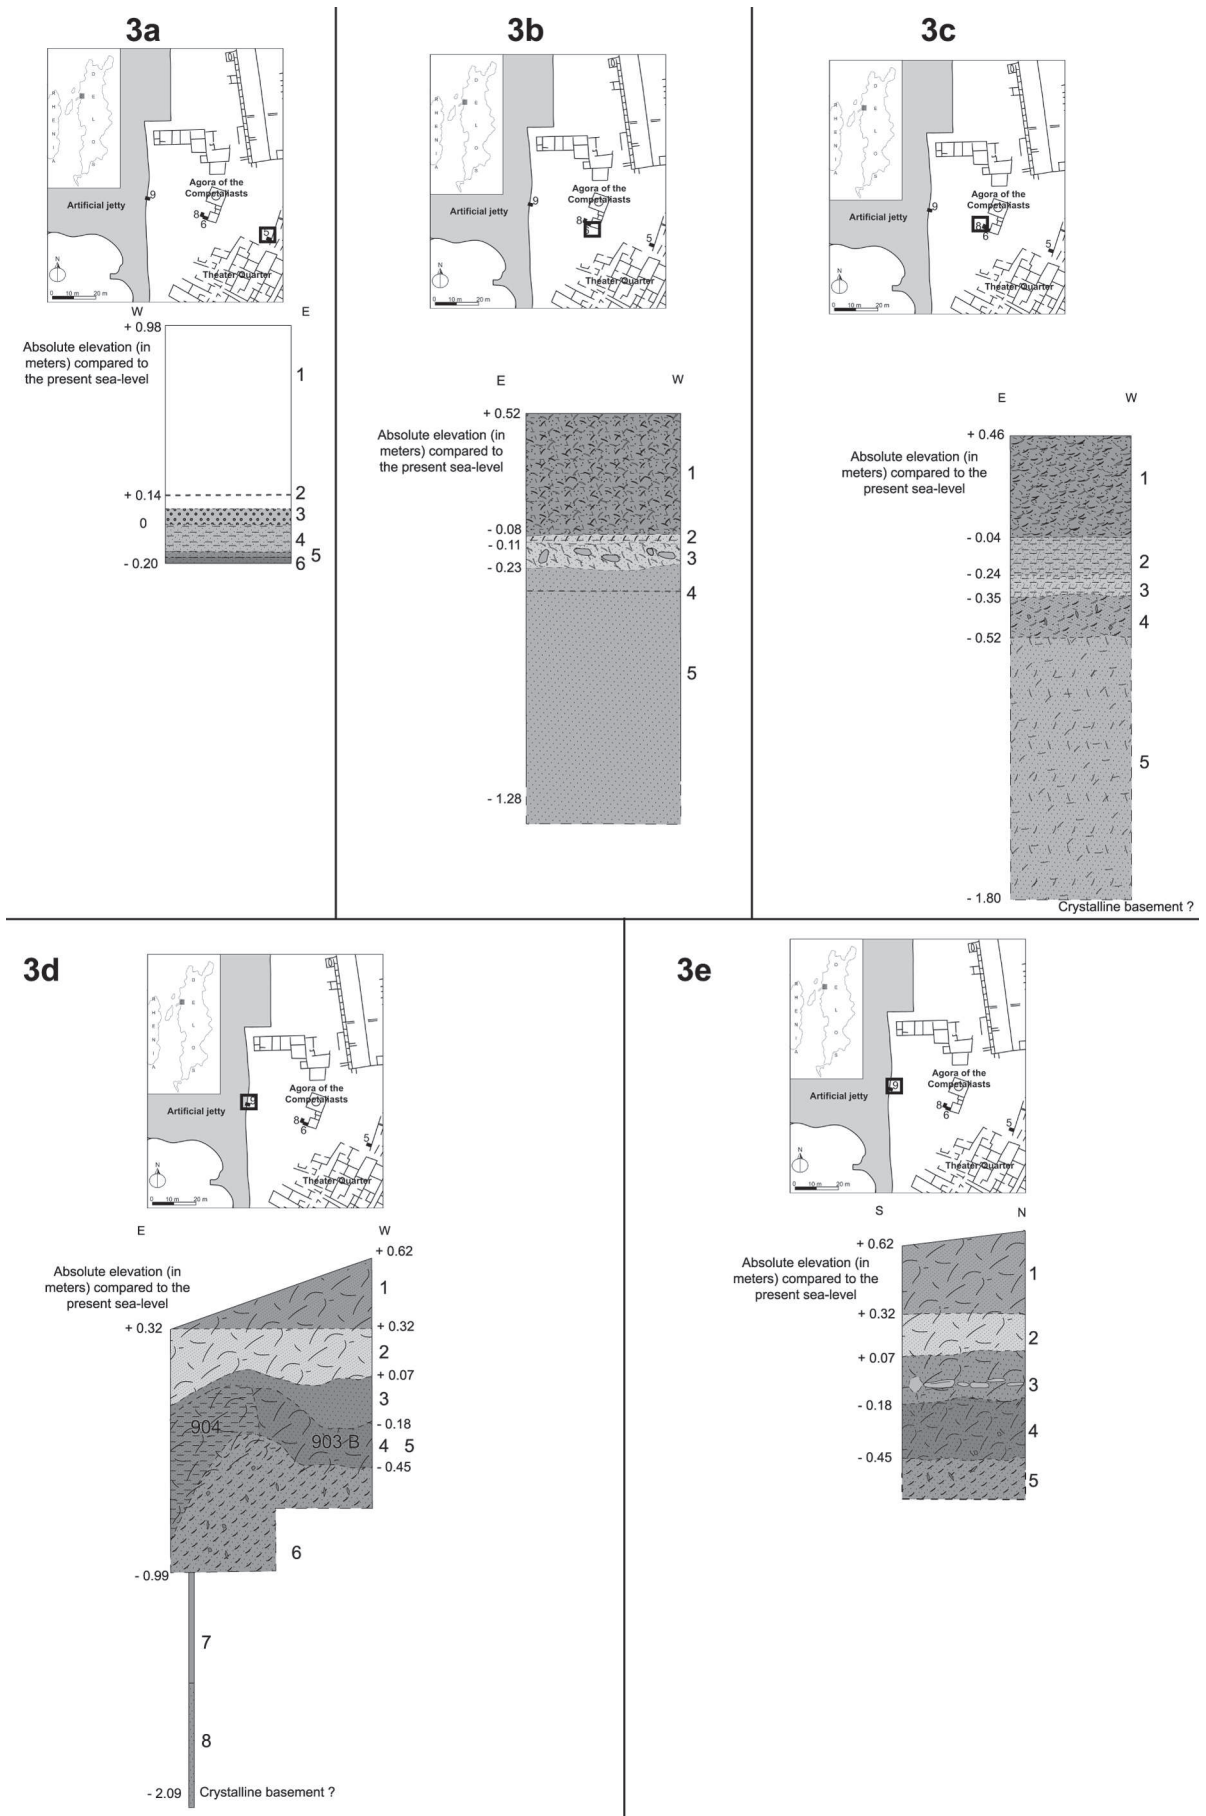 3a
D
E
L
O
S
R
H
E
N
I
A
9
Agora of the
Competaliasts
Artificial jetty
8
6
5
Theater Quarter
N
0 10 m 20 m
W E
+ 0.98
Absolute elevation (in
meters) compared to
the present sea-level
1
+ 0.14
2
3
0
4
5
- 0.20
6
3b
D
E
L
O
S
R
H
E
N
I
A
9
Agora of the
Competaliasts
Artificial jetty
8
6
5
Theater Quarter
N
0 10 m 20 m
E W
+ 0.52
Absolute elevation (in
meters) compared to
the present sea-level
1
- 0.08
2
- 0.11
3
- 0.23
4
5
- 1.28
3c
D
E
L
O
S
R
H
E
N
I
A
9
Agora of the
Competaliasts
Artificial jetty
8
6
5
Theater Quarter
N
0 10 m 20 m
E W
+ 0.46
Absolute elevation (in
meters) compared to the
present sea-level
1
- 0.04
2
- 0.24
3
- 0.35
4
- 0.52
5
- 1.80
Crystalline basement ?
3d
D
E
L
O
S
R
H
E
N
I
A
9
Agora of the
Competaliasts
Artificial jetty
8
6
5
Theater Quarter
N
0 10 m 20 m
E W
+ 0.62
Absolute elevation (in
meters) compared to the
present sea-level
1
+ 0.32 + 0.32
2
+ 0.07
3
- 0.18
904
903 B
4 5
- 0.45
6
- 0.99
7
8
- 2.09 Crystalline basement ?
3e
D
E
L
O
S
R
H
E
N
I
A
9
Agora of the
Competaliasts
Artificial jetty
8
6
5
Theater Quarter
N
0 10 m 20 m
S N
+ 0.62
Absolute elevation (in
meters) compared to the
present sea-level
1
+ 0.32
2
+ 0.07
3
- 0.18
4
- 0.45
5